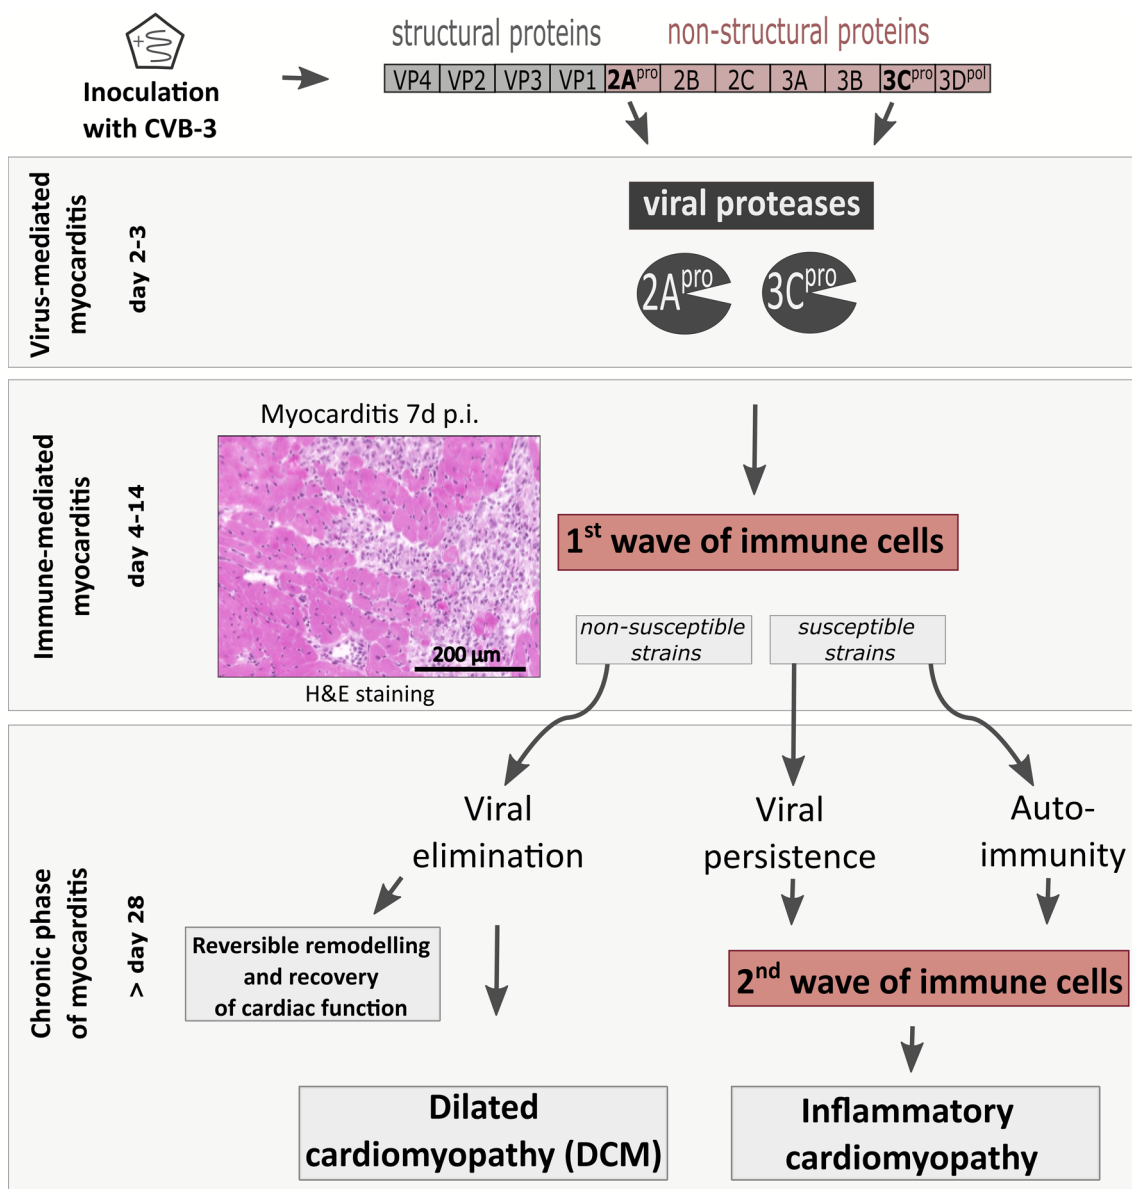 structural proteins
non-structural proteins
+
Inoculation
with CVB-3
VP4 VP2 VP3 VP1 2Apro 2B 2C 3A 3B 3Cpro 3Dpol
Virus-mediated
myocarditis
day 2-3
viral proteases
2Apro
3Cpro
Immune-mediated
myocarditis
day 4-14
Myocarditis 7d p.i.
200 µm
H&E staining
1st wave of immune cells
non-susceptible
strains
susceptible
strains
Chronic phase
of myocarditis
> day 28
Viral
elimination
Viral
persistence
Auto-
immunity
Reversible remodelling
and recovery
of cardiac function
2nd wave of immune cells
Dilated
cardiomyopathy (DCM)
Inflammatory
cardiomyopathy